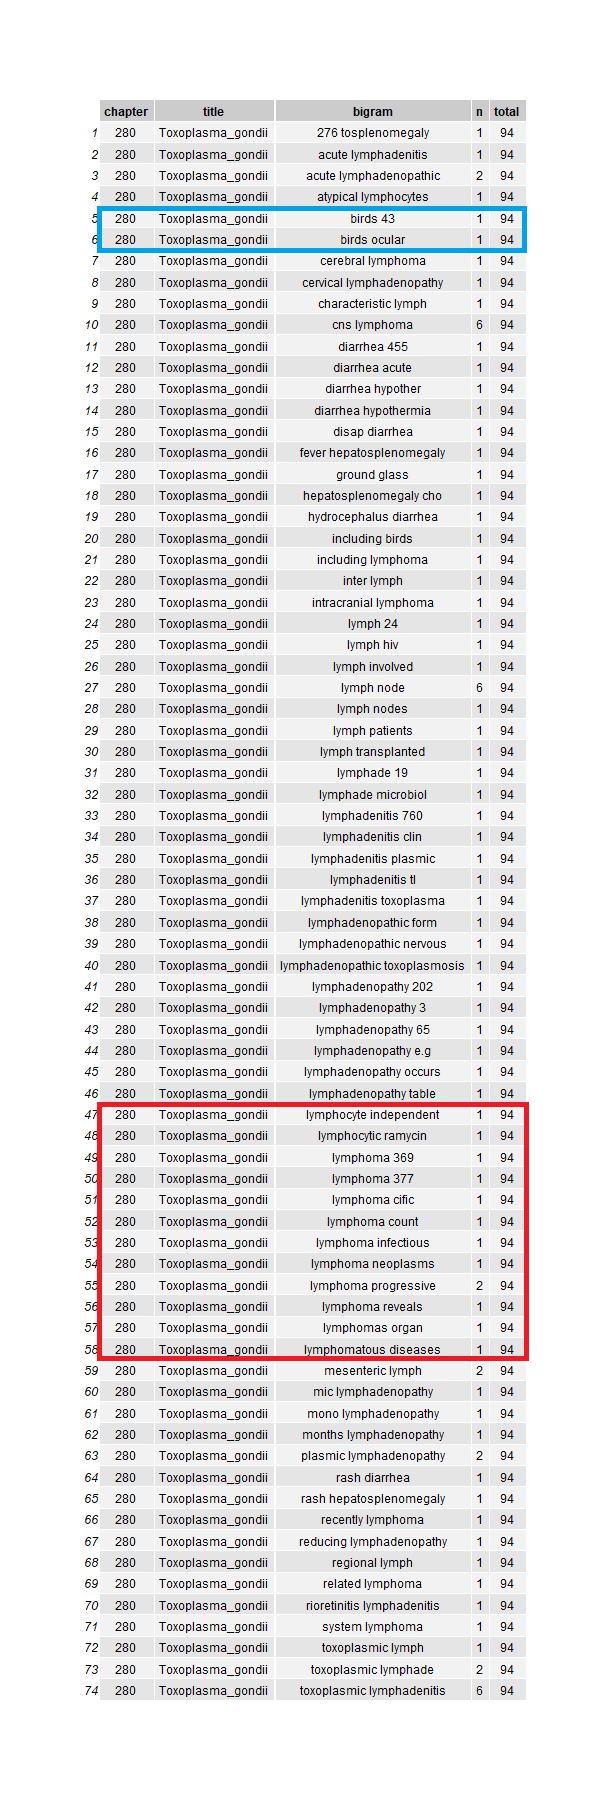 chapter title bigram n total
1 280 Toxoplasma_gondii 276 tosplenomegaly 1 94
2 280 Toxoplasma_gondii acute lymphadenitis 1 94
3 280 Toxoplasma_gondii acute lymphadenopathic 2 94
4 280 Toxoplasma_gondii atypical lymphocytes 1 94
5 280 Toxoplasma_gondii birds 43 1 94
6 280 Toxoplasma_gondii birds ocular 1 94
7 280 Toxoplasma_gondii cerebral lymphoma 1 94
8 280 Toxoplasma_gondii cervical lymphadenopathy 1 94
9 280 Toxoplasma_gondii characteristic lymph 1 94
10 280 Toxoplasma_gondii cns lymphoma 6 94
11 280 Toxoplasma_gondii diarrhea 455 1 94
12 280 Toxoplasma_gondii diarrhea acute 1 94
13 280 Toxoplasma_gondii diarrhea hypother 1 94
14 280 Toxoplasma_gondii diarrhea hypothermia 1 94
15 280 Toxoplasma_gondii disap diarrhea 1 94
16 280 Toxoplasma_gondii fever hepatosplenomegaly 1 94
17 280 Toxoplasma_gondii ground glass 1 94
18 280 Toxoplasma_gondii hepatosplenomegaly cho 1 94
19 280 Toxoplasma_gondii hydrocephalus diarrhea 1 94
20 280 Toxoplasma_gondii including birds 1 94
21 280 Toxoplasma_gondii including lymphoma 1 94
22 280 Toxoplasma_gondii inter lymph 1 94
23 280 Toxoplasma_gondii intracranial lymphoma 1 94
24 280 Toxoplasma_gondii lymph 24 1 94
25 280 Toxoplasma_gondii lymph hiv 1 94
26 280 Toxoplasma_gondii lymph involved 1 94
27 280 Toxoplasma_gondii lymph node 6 94
28 280 Toxoplasma_gondii lymph nodes 1 94
29 280 Toxoplasma_gondii lymph patients 1 94
30 280 Toxoplasma_gondii lymph transplanted 1 94
31 280 Toxoplasma_gondii lymphade 19 1 94
32 280 Toxoplasma_gondii lymphade microbiol 1 94
33 280 Toxoplasma_gondii lymphadenitis 760 1 94
34 280 Toxoplasma_gondii lymphadenitis clin 1 94
35 280 Toxoplasma_gondii lymphadenitis plasmic 1 94
36 280 Toxoplasma_gondii lymphadenitis tl 1 94
37 280 Toxoplasma_gondii lymphadenitis toxoplasma 1 94
38 280 Toxoplasma_gondii lymphadenopathic form 1 94
39 280 Toxoplasma_gondii lymphadenopathic nervous 1 94
40 280 Toxoplasma_gondii lymphadenopathic toxoplasmosis 1 94
41 280 Toxoplasma_gondii lymphadenopathy 202 1 94
42 280 Toxoplasma_gondii lymphadenopathy 3 1 94
43 280 Toxoplasma_gondii lymphadenopathy 65 1 94
44 280 Toxoplasma_gondii lymphadenopathy e.g 1 94
45 280 Toxoplasma_gondii lymphadenopathy occurs 1 94
46 280 Toxoplasma_gondii lymphadenopathy table 1 94
47 280 Toxoplasma_gondii lymphocyte independent 1 94
48 280 Toxoplasma_gondii lymphocytic ramycin 1 94
49 280 Toxoplasma_gondii lymphoma 369 1 94
50 280 Toxoplasma_gondii lymphoma 377 1 94
51 280 Toxoplasma_gondii lymphoma cific 1 94
52 280 Toxoplasma_gondii lymphoma count 1 94
53 280 Toxoplasma_gondii lymphoma infectious 1 94
54 280 Toxoplasma_gondii lymphoma neoplasms 1 94
55 280 Toxoplasma_gondii lymphoma progressive 2 94
56 280 Toxoplasma_gondii lymphoma reveals 1 94
57 280 Toxoplasma_gondii lymphomas organ 1 94
58 280 Toxoplasma_gondii lymphomatous diseases 1 94
59 280 Toxoplasma_gondii mesenteric lymph 2 94
60 280 Toxoplasma_gondii mic lymphadenopathy 1 94
61 280 Toxoplasma_gondii mono lymphadenopathy 1 94
62 280 Toxoplasma_gondii months lymphadenopathy 1 94
63 280 Toxoplasma_gondii plasmic lymphadenopathy 2 94
64 280 Toxoplasma_gondii rash diarrhea 1 94
65 280 Toxoplasma_gondii rash hepatosplenomegaly 1 94
66 280 Toxoplasma_gondii recently lymphoma 1 94
67 280 Toxoplasma_gondii reducing lymphadenopathy 1 94
68 280 Toxoplasma_gondii regional lymph 1 94
69 280 Toxoplasma_gondii related lymphoma 1 94
70 280 Toxoplasma_gondii rioretinitis lymphadenitis 1 94
71 280 Toxoplasma_gondii system lymphoma 1 94
72 280 Toxoplasma_gondii toxoplasmic lymph 1 94
73 280 Toxoplasma_gondii toxoplasmic lymphade 2 94
74 280 Toxoplasma_gondii toxoplasmic lymphadenitis 6 94